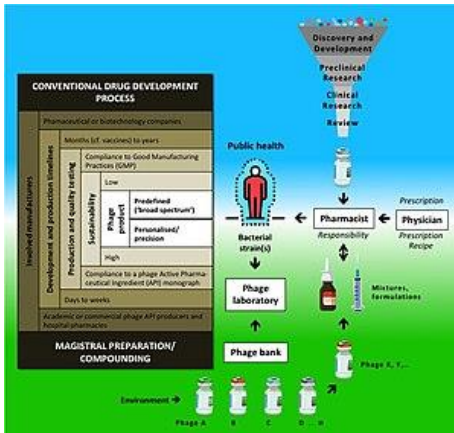 CONVENTIONAL DRUG DEVELOPMENT
PROCESS
Pharmaceutical or biotechnology companies
Months (cf. vaccines) to years
Compliance to Good Manufacturing
Practices (GMP)
Low
Predefined
('broad spectrum')
Personalised/
precision
High
Compliance to a phage Active Pharma-
ceutical Ingredient (API) monograph
Days to weeks
Academic or commercial phage API producers and
hospital pharmacies
MAGISTRAL PREPARATION/
COMPOUNDING
Involved manufacturers
Development and production timelines
Production and quality testing
Sustainability
Phage
product
Discovery and
Development
Preclinical
Research
Clinical
Research
Review
Public health
Prescription
Pharmacist
Physician
Responsibility
Prescription
Recipe
Bacterial
strain(s)
Phage
laboratory
Mixtures,
formulations
Phage bank
Phage X, Y,...
Environment
Phage A B C D ... W